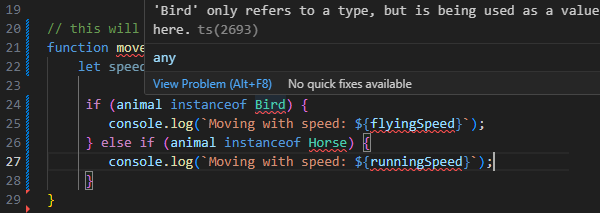 'Bird' only refers to a type, but is being used as a value
here. ts(2693)
any
View Problem (Alt+F8) No quick fixes available
19
20 // this will
21 function move
22 let speed
23
24 if (animal instanceof Bird) {
25 console.log(`Moving with speed: ${flyingSpeed}`);
26 } else if (animal instanceof Horse) {
27 console.log(`Moving with speed: ${runningSpeed}`);
28 }
29 }